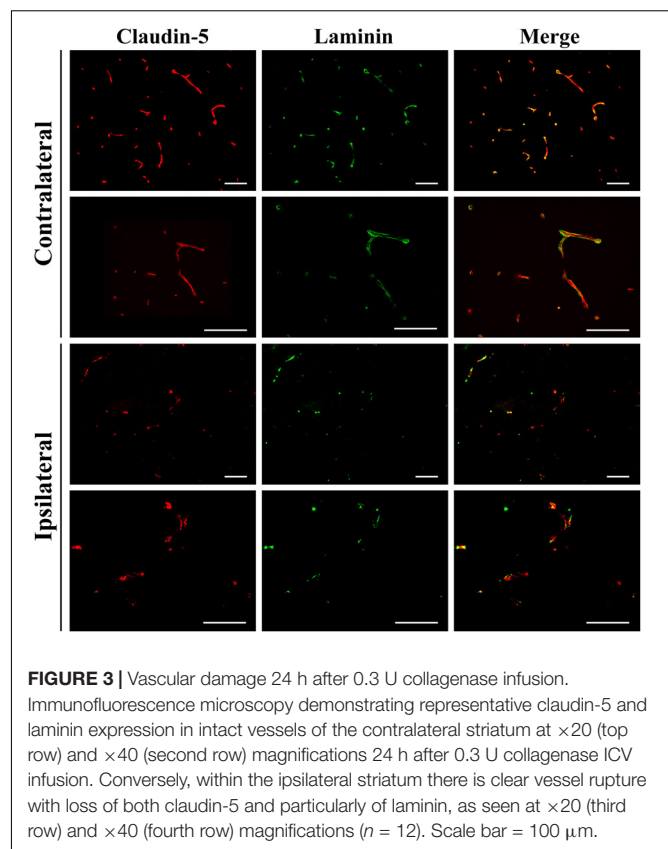 Claudin-5 Laminin Merge
Contralateral
Ipsilateral
FIGURE 3 | Vascular damage 24 h after 0.3 U collagenase infusion.
Immunofluorescence microscopy demonstrating representative claudin-5 and
laminin expression in intact vessels of the contralateral striatum at ×20 (top
row) and ×40 (second row) magnifications 24 h after 0.3 U collagenase ICV
infusion. Conversely, within the ipsilateral striatum there is clear vessel rupture
with loss of both claudin-5 and particularly of laminin, as seen at ×20 (third
row) and ×40 (fourth row) magnifications (n = 12). Scale bar = 100 μm.